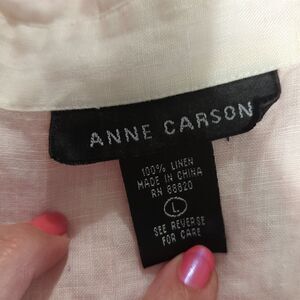 ANNE CARSON
100% LINEN
MADE IN CHINA
RN 88820
L
SEE REVERSE
FOR CARE